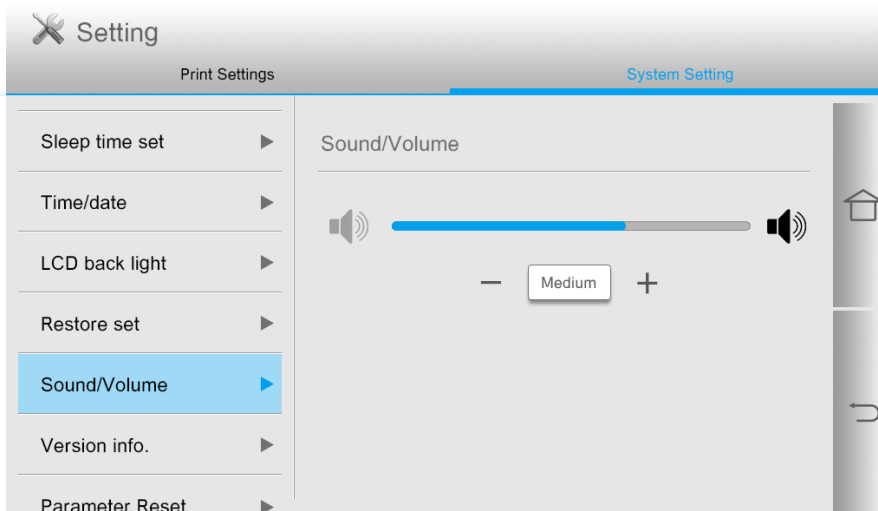 Setting
Print Settings
System Setting
Sleep time set
Time/date
LCD back light
Restore set
Sound/Volume
Version info.
Parameter Reset
Sound/Volume
Medium